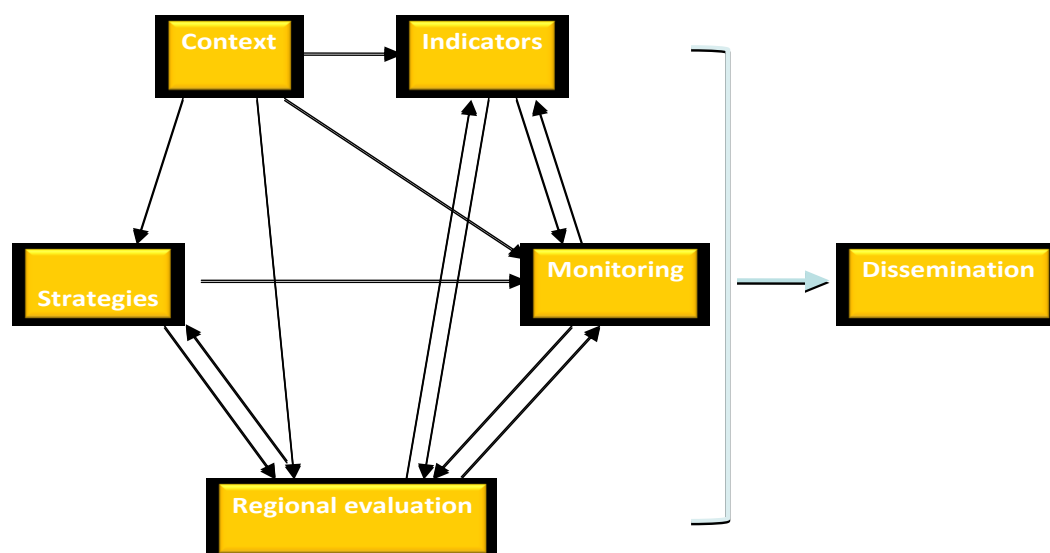 Context
Indicators
Strategies
Monitoring
Dissemination
Regional evaluation